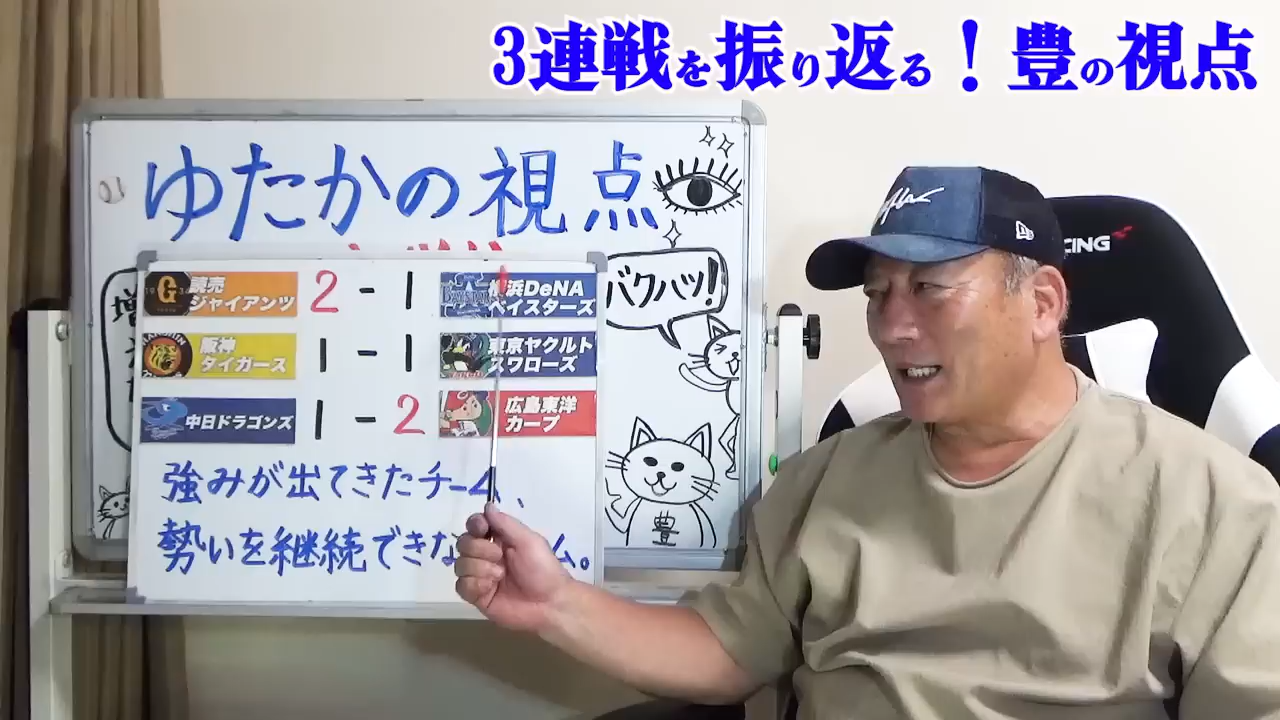 3連戦を振り返る！豊の視点
ゆたかの視点
バクハツ!
読売
ジャイアンツ
2 - 1
横浜DeNA
ベイスターズ
阪神
タイガース
1 - 1
東京ヤクルト
スワローズ
中日ドラゴンズ
1 - 2
広島東洋
カープ
強みが出てきたチーム、
勢いを継続できな
ム。
豊
CING